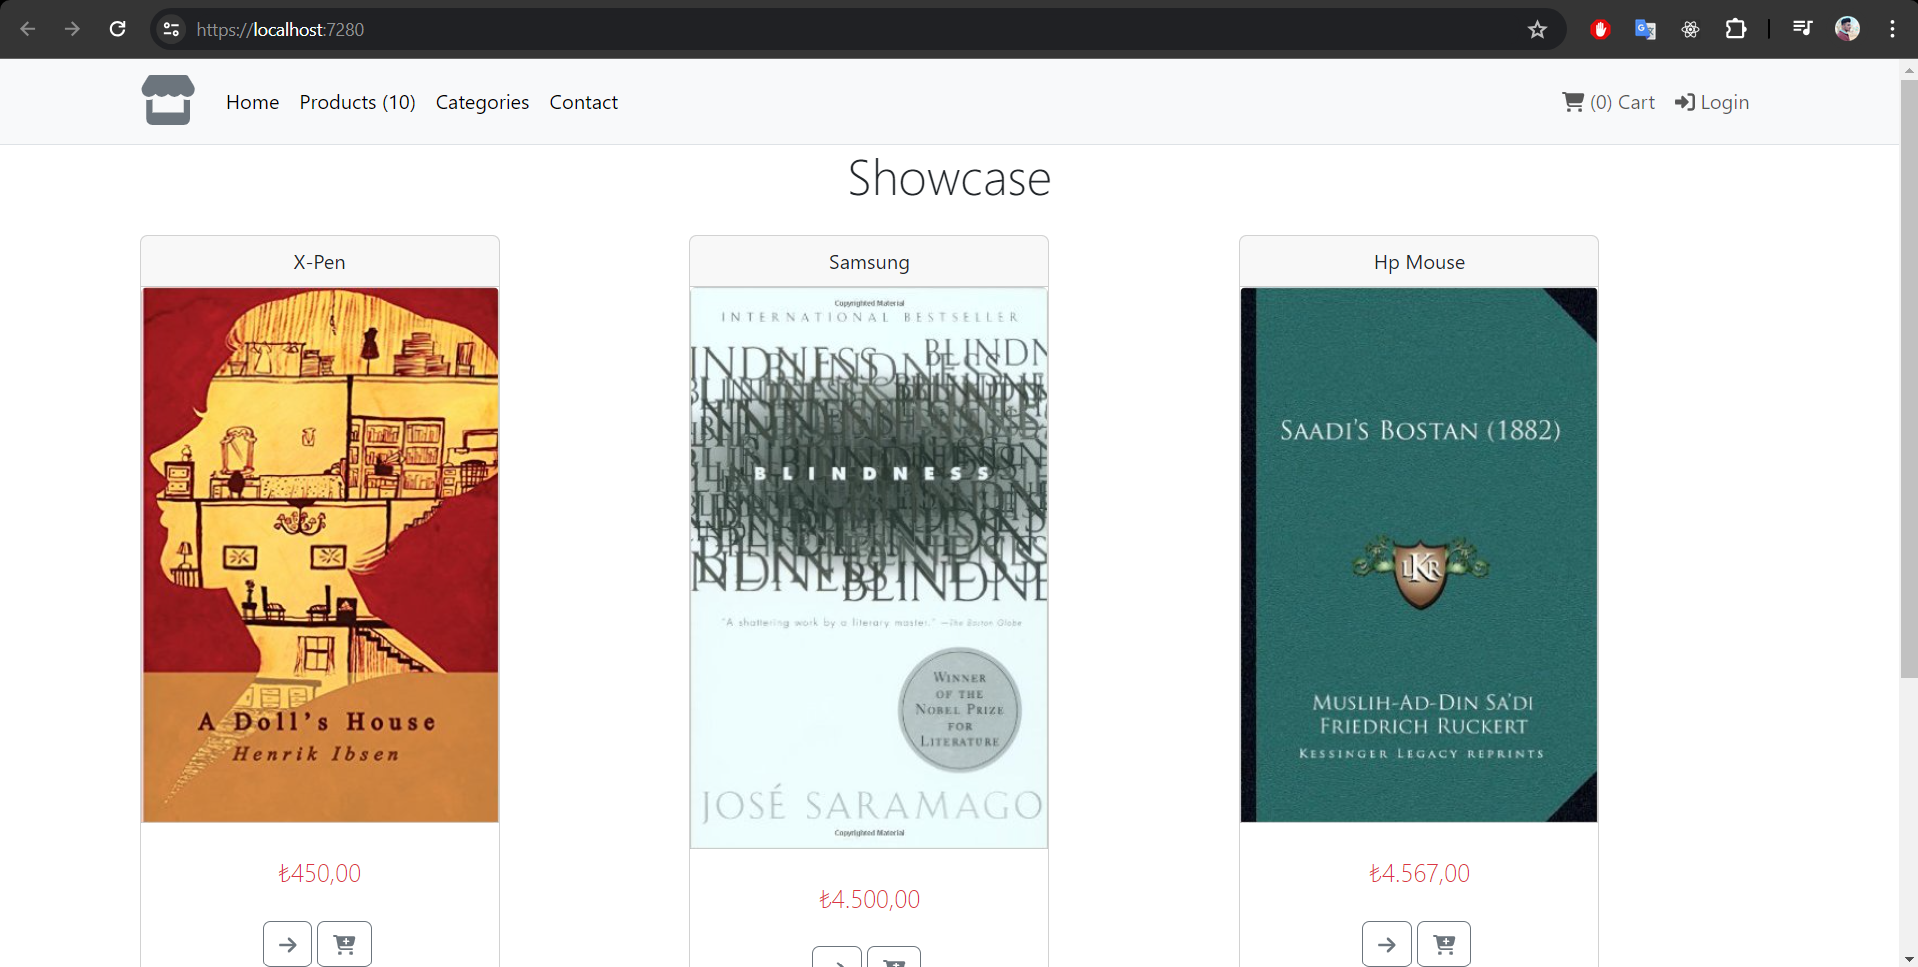 https://localhost:7280
Home Products (10) Categories Contact (0) Cart Login
Showcase
X-Pen
A Doll's House
Henrik Ibsen
₺450,00
Samsung
Copyrighted Material
INTERNATIONAL BESTSELLER
BLINDNESS
"A shattering work by a literary master." —The Boston Globe
WINNER
OF THE
NOBEL PRIZE
FOR
LITERATURE
JOSÉ SARAMAGO
Copyrighted Material
₺4.500,00
Hp Mouse
SAADI'S BOSTAN (1882)
LKR
MUSLIH-AD-DIN SA'DI
FRIEDRICH RUCKERT
KESSINGER LEGACY REPRINTS
₺4.567,00